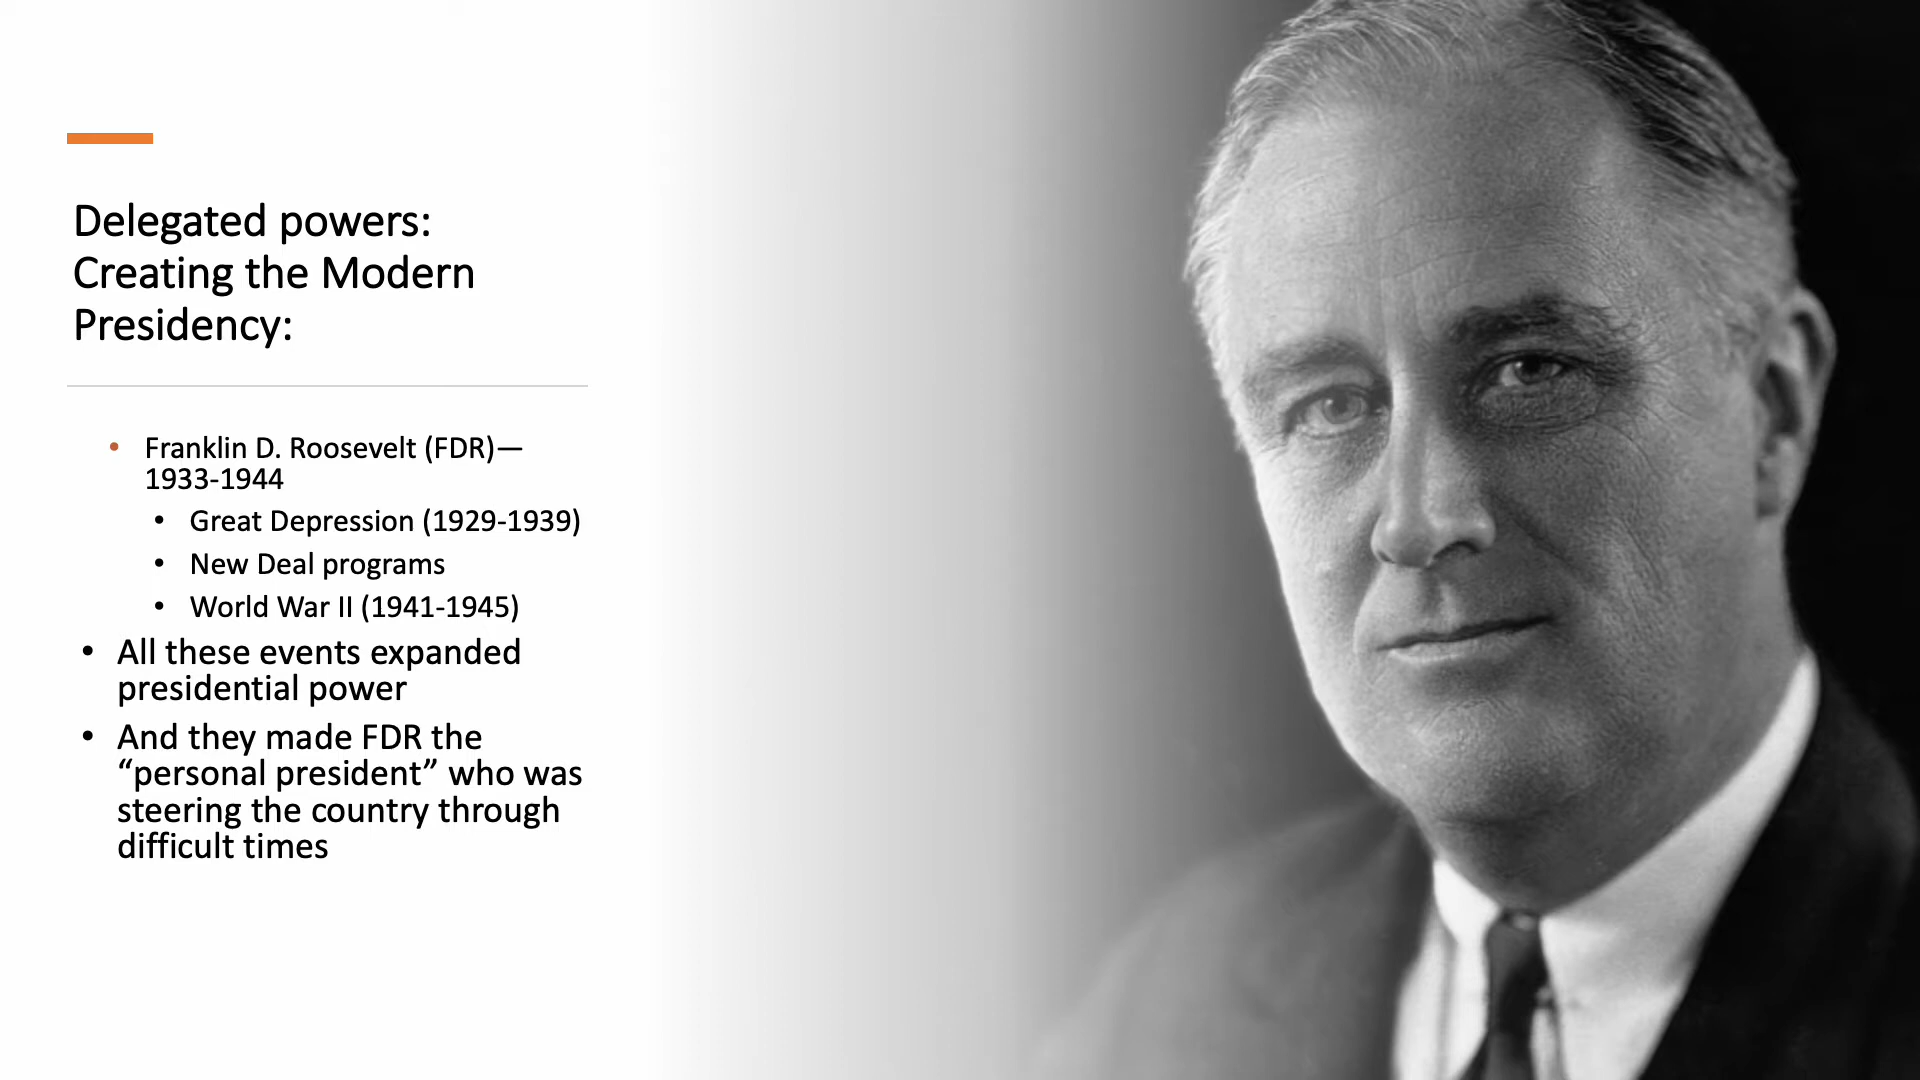 Delegated powers:
Creating the Modern
Presidency:
• Franklin D. Roosevelt (FDR)—
1933-1944
• Great Depression (1929-1939)
• New Deal programs
• World War II (1941-1945)
• All these events expanded
presidential power
• And they made FDR the
“personal president” who was
steering the country through
difficult times